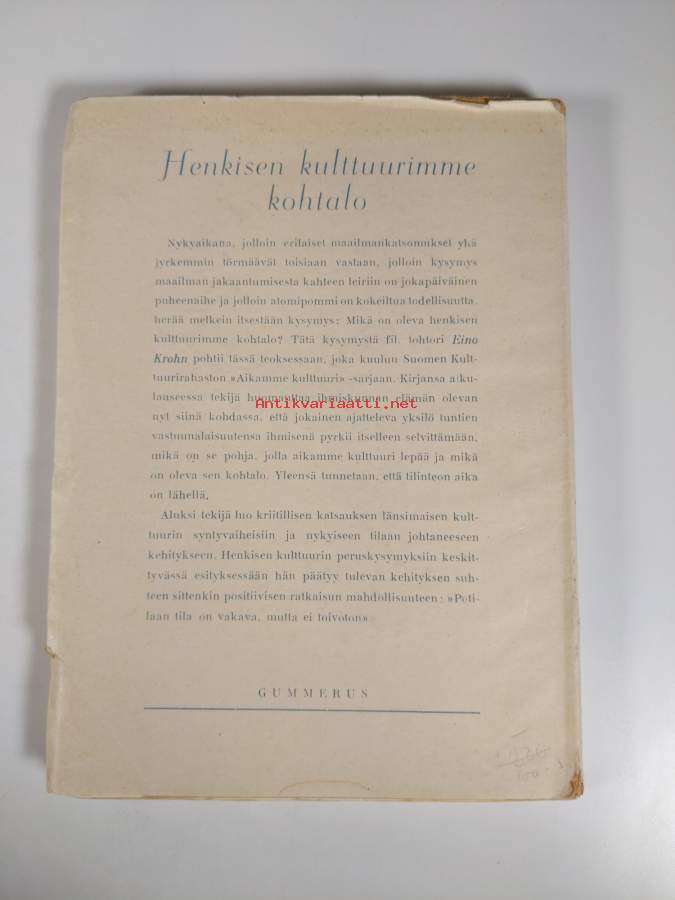 Henkisen kulttuurimme
kohtalo
Nykyaikana, jolloin erilaiset maailmankatsomukset yhä
jyrkemmin törmäävät toisiaan vastaan, jolloin kysymys
maailman jakaantumisesta kahteen leiriin on jokapäiväinen
puheenaihe ja jolloin atomipommi on kokeiltua todellisuutta,
herää melkein itsestään kysymys: Mikä on oleva henkisen
kulttuurimme kohtalo? Tätä kysymystä fil. tohtori Eino
Krohn pohtii tässä teoksessaan, joka kuuluu Suomen Kult-
tuurirahaston »Aikamme kulttuuri» -sarjaan. Kirjansa alku-
lauseessa tekijä huomauttaa ihmiskunnan elämän olevan
Antikvariaatti.net
nyt siinä kohdassa, että jokainen ajatteleva yksilö tuntien
vastuunalaisuutensa ihmisenä pyrkii itselleen selvittämään,
mikä on se pohja, jolla aikamme kulttuuri lepää ja mikä
on oleva sen kohtalo. Yleensä tunnetaan, että tilinteon aika
on lähellä.
Aluksi tekijä luo kriitillisen katsauksen länsimaisen kult-
tuurin syntyvaiheisiin ja nykyiseen tilaan johtaneeseen
kehitykseen. Henkisen kulttuurin peruskysymyksiin keskit-
tyvässä esityksessään hän päätyy tulevan kehityksen suh-
teen sittenkin positiivisen ratkaisun mahdollisuuteen: »Poti-
laan tila on vakava, mutta ei toivoton»
GUMMERUS